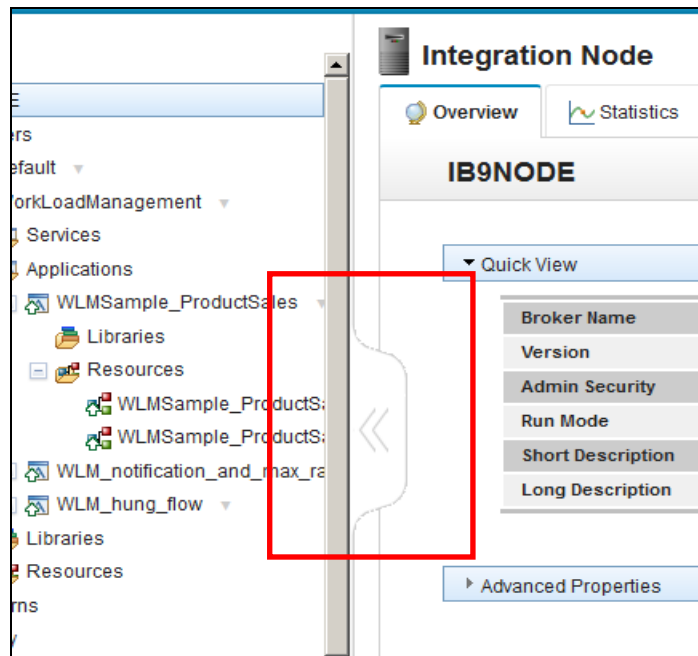 Integration Node
Overview
Statistics
IB9NODE
Quick View
Broker Name
Version
Admin Security
Run Mode
Short Description
Long Description
Advanced Properties
E
ers
efault
orkLoadManagement
Services
Applications
WLMSample_ProductSales
Libraries
Resources
WLMSample_ProductSa
WLMSample_ProductSa
WLM_notification_and_max_ra
WLM_hung_flow
Libraries
Resources
rns